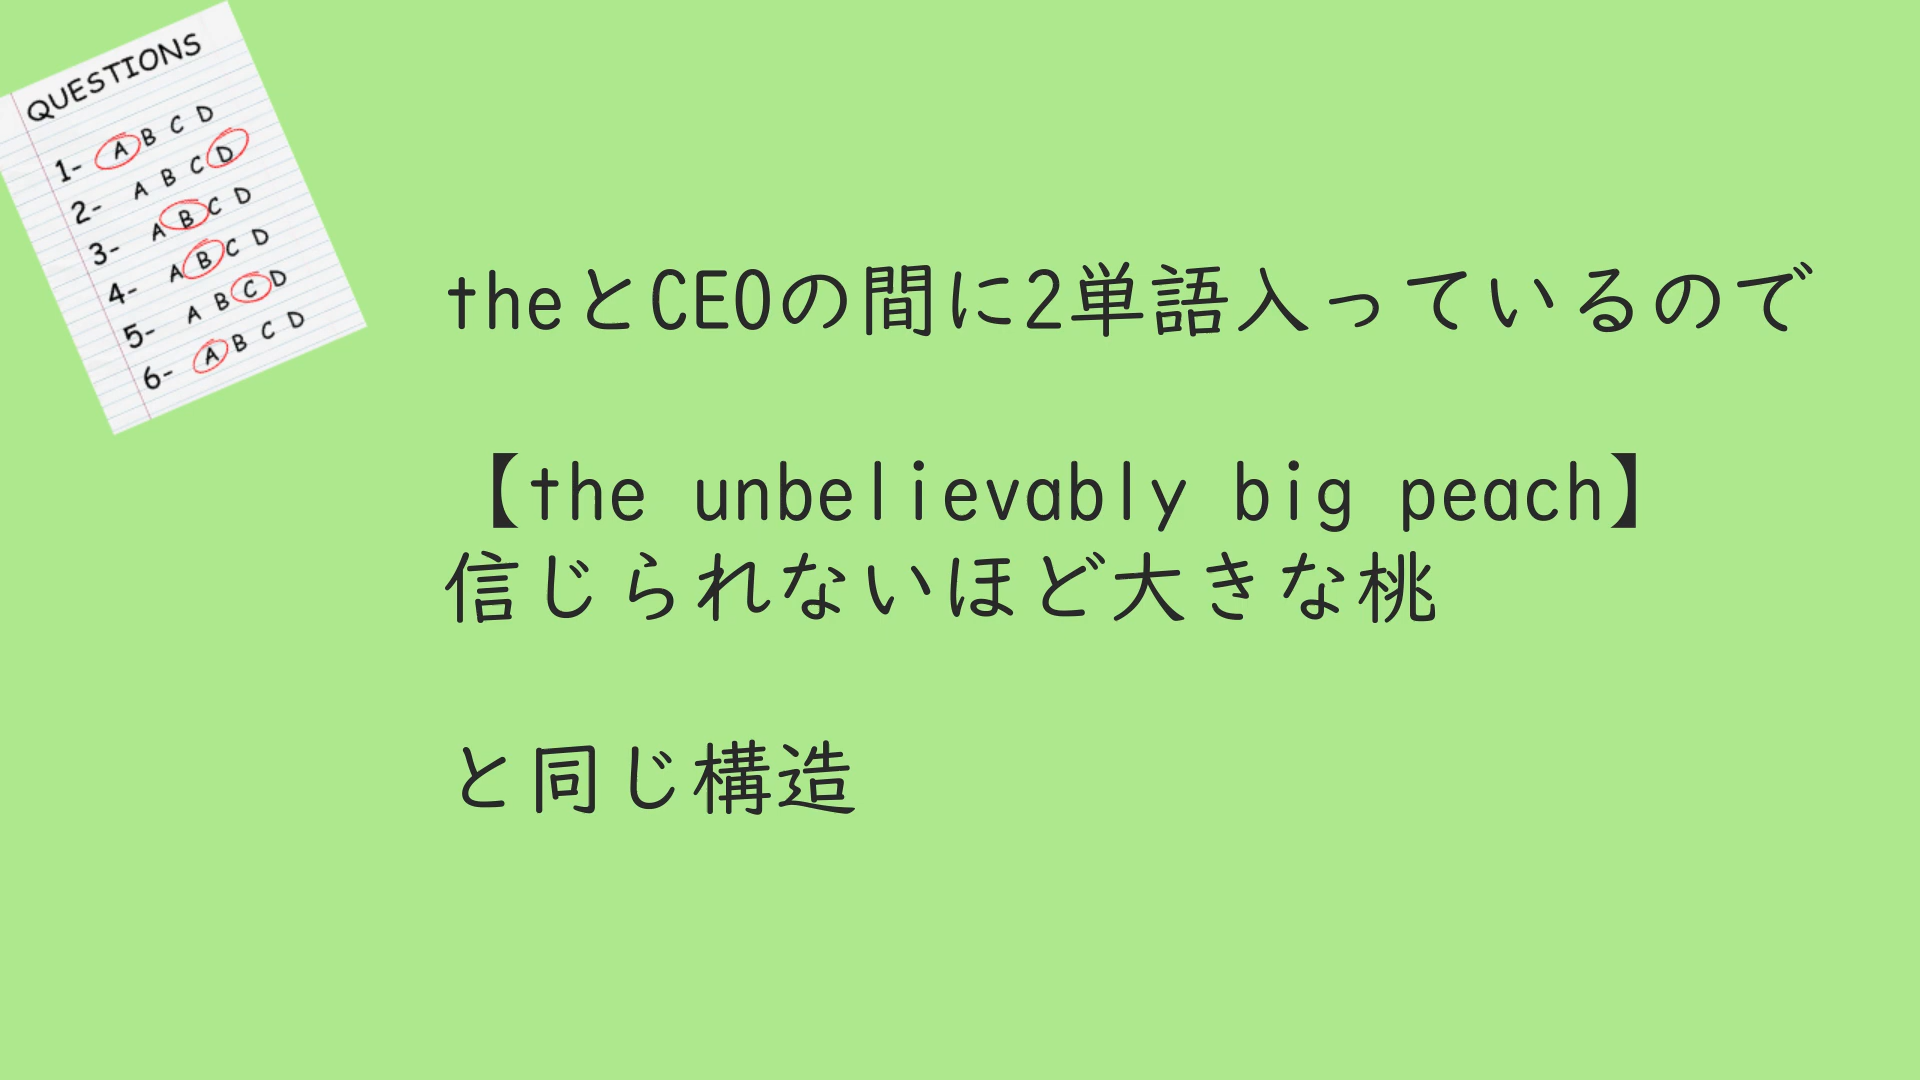 QUESTIONS
1- A B C D
2- A B C D
3- A B C D
4- A B C D
5- A B C D
6- A B C D
theとCEOの間に2単語入っているので
【the unbelievably big peach】
信じられないほど大きな桃
と同じ構造